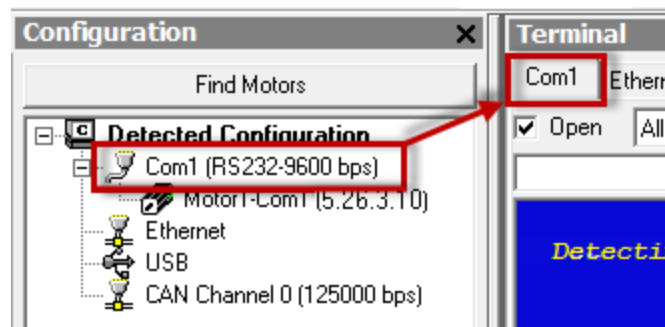 Configuration
Find Motors
Detected Configuration
Com1 (RS232-9600 bps)
Motor1-Com1 (5.26.3.10)
Ethernet
USB
CAN Channel 0 (125000 bps)
Terminal
Com1
Open All